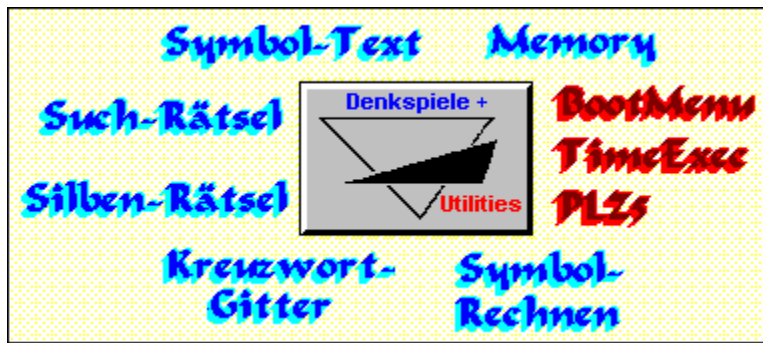 Symbol-Text
Memory
Such-Rätsel
Denkspiele +
BootMenu
TimeExec
Silben-Rätsel
Utilities
PLZs
Kreuzwort-
Gitter
Symbol-
Rechnen